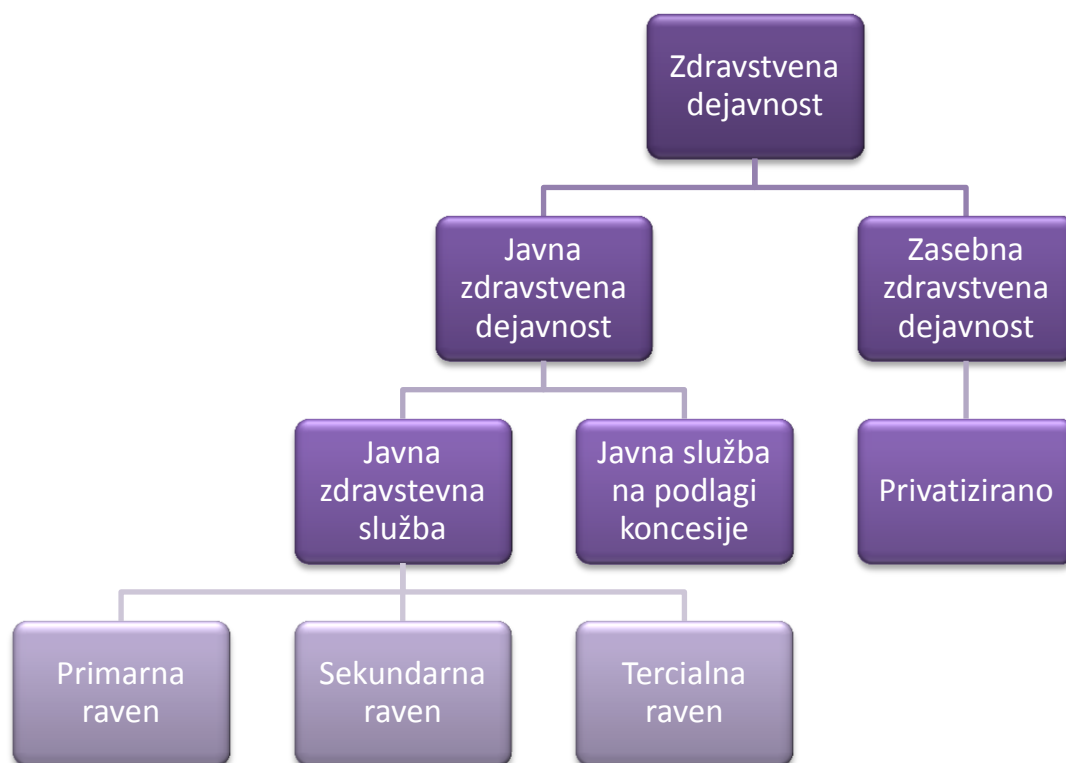 Zdravstvena
dejavnost
Javna
zdravstvena
dejavnost
Zasebna
zdravstvena
dejavnost
Javna
zdravstevna
služba
Javna služba
na podlagi
koncesije
Privatizirano
Primarna
raven
Sekundarna
raven
Tercialna
raven